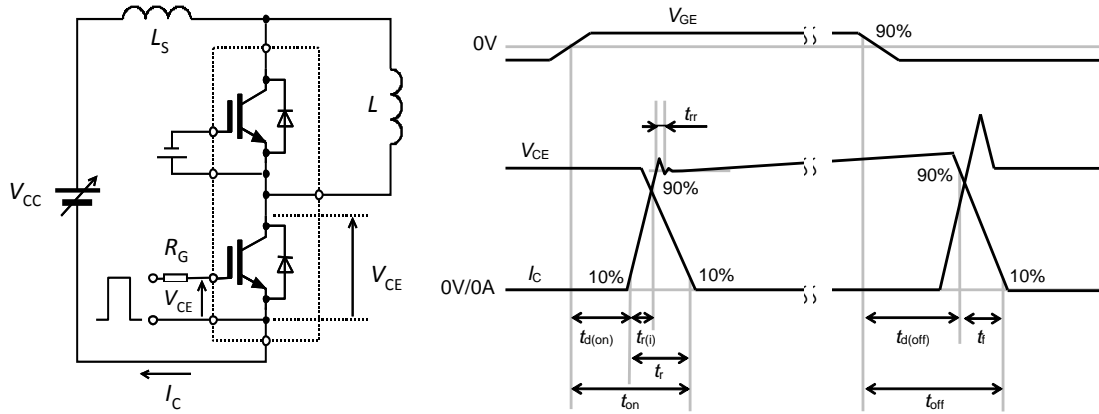 L_S
L
V_CC
R_G
V_CE
V_CE
I_C
V_GE
0V
90%
t_rr
V_CE
90%
90%
I_C
0V/0A
10%
10%
10%
t_d(on)
t_r(i)
t_d(off)
t_f
t_r
t_on
t_off